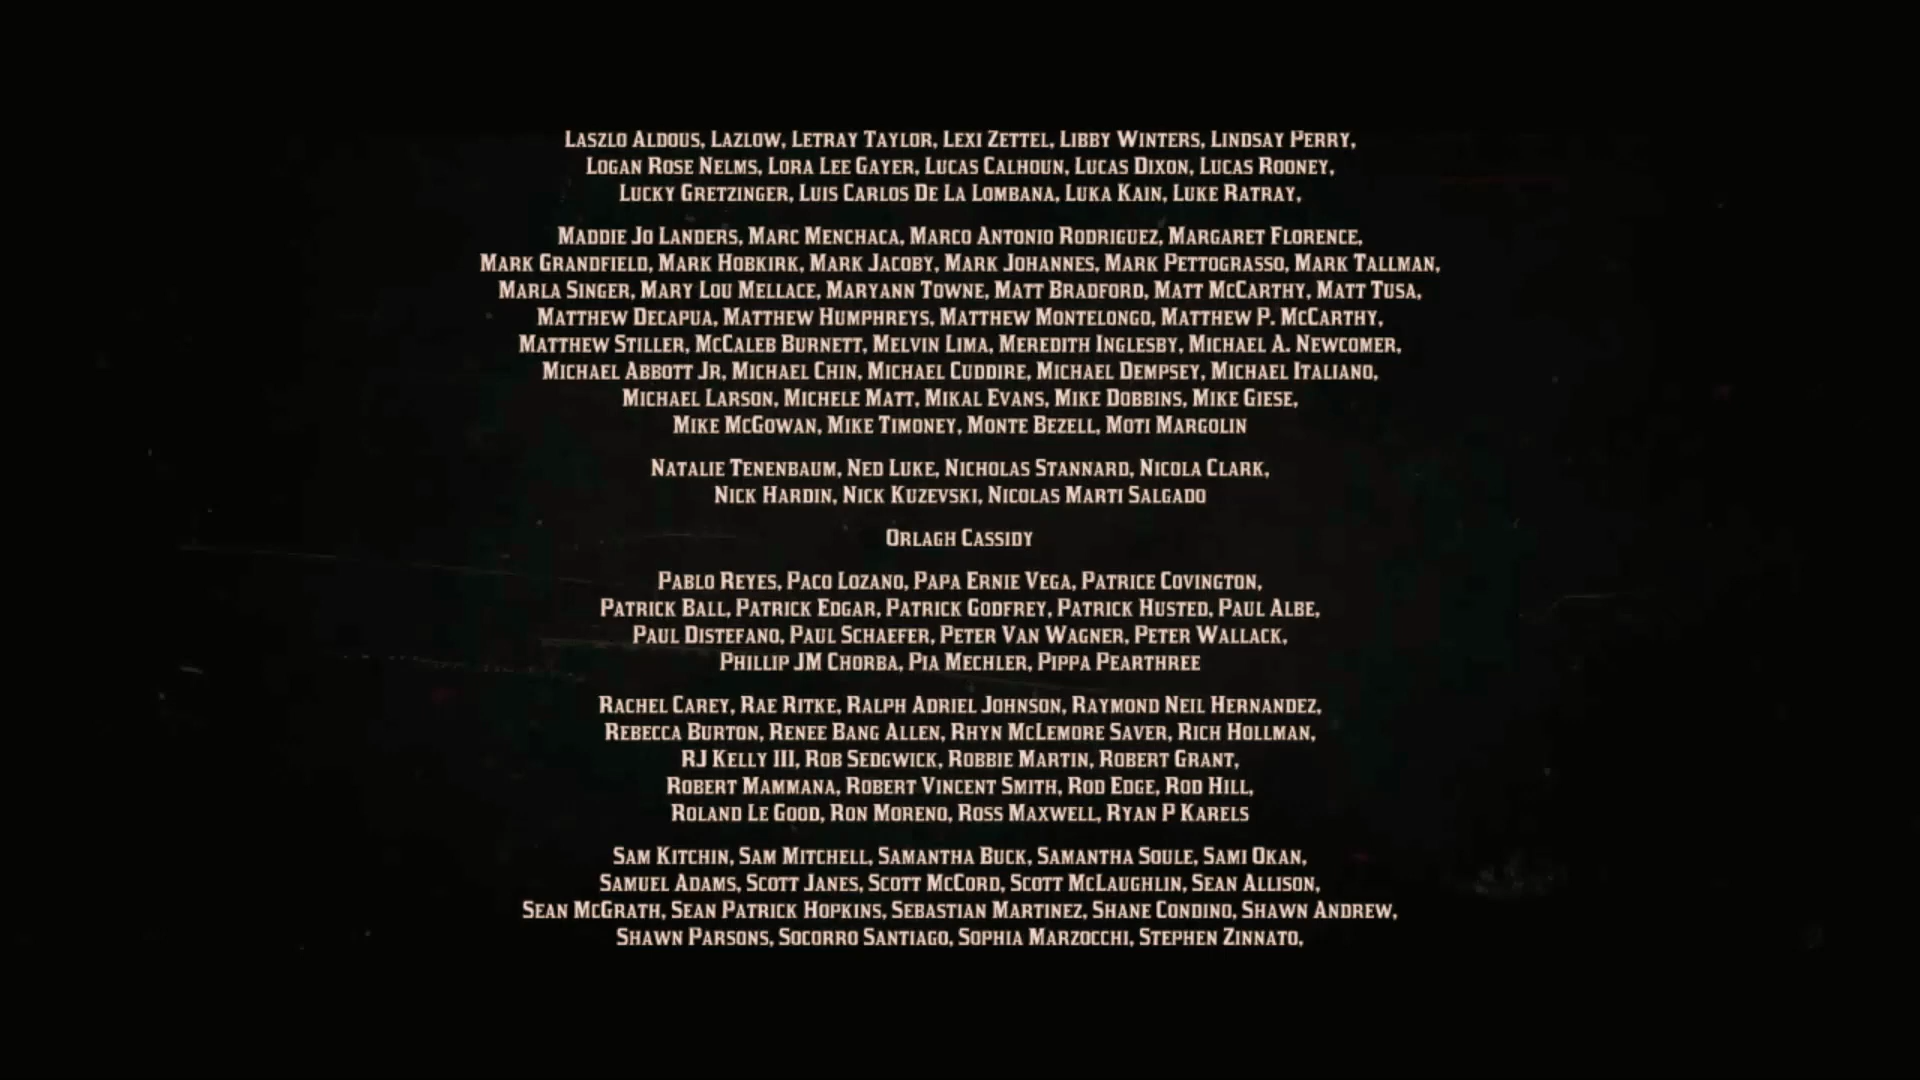 Laszlo Aldous, Lazlow, Letray Taylor, Lexi Zettel, Libby Winters, Lindsay Perry,
Logan Rose Nelms, Lora Lee Gayer, Lucas Calhoun, Lucas Dixon, Lucas Rooney,
Lucky Gretzinger, Luis Carlos De La Lombana, Luka Kain, Luke Ratray,
Maddie Jo Landers, Marc Menchaca, Marco Antonio Rodriguez, Margaret Florence,
Mark Grandfield, Mark Hobkirk, Mark Jacoby, Mark Johannes, Mark Pettograsso, Mark Tallman,
Marla Singer, Mary Lou Mellace, Maryann Towne, Matt Bradford, Matt McCarthy, Matt Tusa,
Matthew Decapua, Matthew Humphreys, Matthew Montelongo, Matthew P. McCarthy,
Matthew Stiller, McCaleb Burnett, Melvin Lima, Meredith Inglesby, Michael A. Newcomer,
Michael Abbott Jr, Michael Chin, Michael Cuddire, Michael Dempsey, Michael Italiano,
Michael Larson, Michele Matt, Mikal Evans, Mike Dobbins, Mike Giese,
Mike McGowan, Mike Timoney, Monte Bezell, Moti Margolin
Natalie Tenenbaum, Ned Luke, Nicholas Stannard, Nicola Clark,
Nick Hardin, Nick Kuzevski, Nicolas Marti Salgado
Orlagh Cassidy
Pablo Reyes, Paco Lozano, Papa Ernie Vega, Patrice Covington,
Patrick Ball, Patrick Edgar, Patrick Godfrey, Patrick Husted, Paul Albe,
Paul Distefano, Paul Schaefer, Peter Van Wagner, Peter Wallack,
Phillip JM Chorba, Pia Mechler, Pippa Pearthree
Rachel Carey, Rae Ritke, Ralph Adriel Johnson, Raymond Neil Hernandez,
Rebecca Burton, Renee Bang Allen, Rhyn McLemore Saver, Rich Hollman,
RJ Kelly III, Rob Sedgwick, Robbie Martin, Robert Grant,
Robert Mammana, Robert Vincent Smith, Rod Edge, Rod Hill,
Roland Le Good, Ron Moreno, Ross Maxwell, Ryan P Karels
Sam Kitchin, Sam Mitchell, Samantha Buck, Samantha Soule, Sami Okan,
Samuel Adams, Scott Janes, Scott McCord, Scott McLaughlin, Sean Allison,
Sean McGrath, Sean Patrick Hopkins, Sebastian Martinez, Shane Condino, Shawn Andrew,
Shawn Parsons, Socorro Santiago, Sophia Marzocchi, Stephen Zinnato,